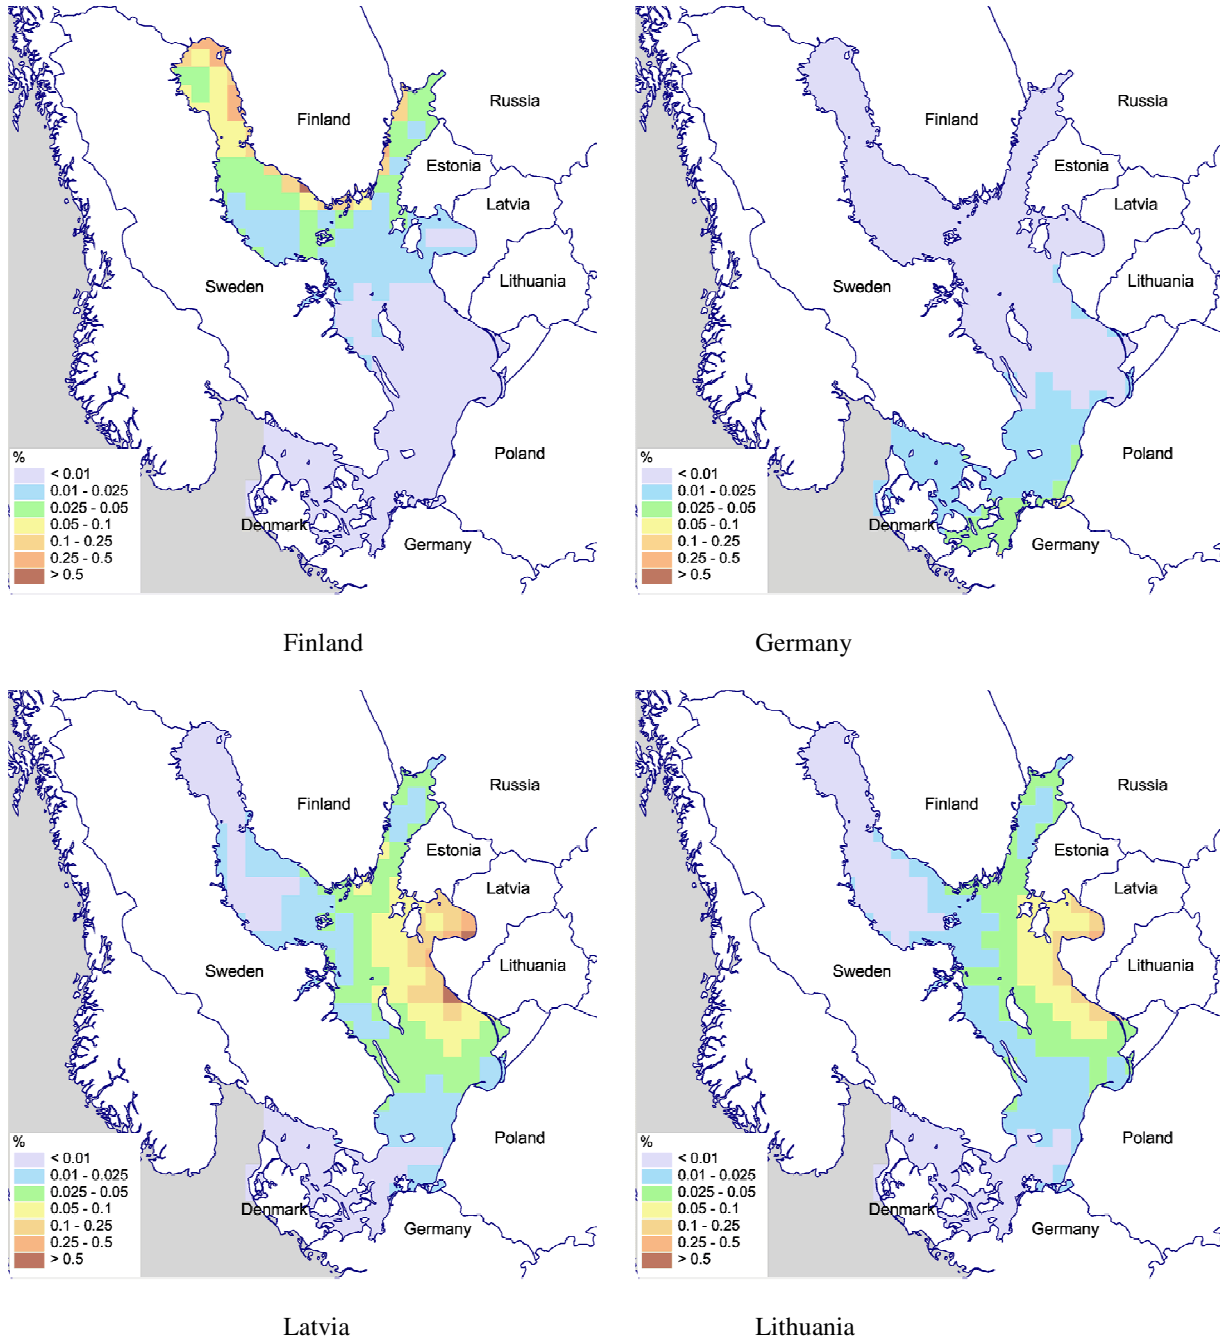 Finland
Russia
Estonia
Latvia
Lithuania
Sweden
Poland
Denmark
Germany
%
< 0.01
0.01 - 0.025
0.025 - 0.05
0.05 - 0.1
0.1 - 0.25
0.25 - 0.5
> 0.5
Finland
Russia
Estonia
Latvia
Lithuania
Sweden
Poland
Denmark
Germany
%
< 0.01
0.01 - 0.025
0.025 - 0.05
0.05 - 0.1
0.1 - 0.25
0.25 - 0.5
> 0.5
Finland
Germany
Russia
Finland
Estonia
Latvia
Lithuania
Sweden
Poland
Denmark
Germany
%
< 0.01
0.01 - 0.025
0.025 - 0.05
0.05 - 0.1
0.1 - 0.25
0.25 - 0.5
> 0.5
Russia
Finland
Estonia
Latvia
Lithuania
Sweden
Poland
Denmark
Germany
%
< 0.01
0.01 - 0.025
0.025 - 0.05
0.05 - 0.1
0.1 - 0.25
0.25 - 0.5
> 0.5
Latvia
Lithuania